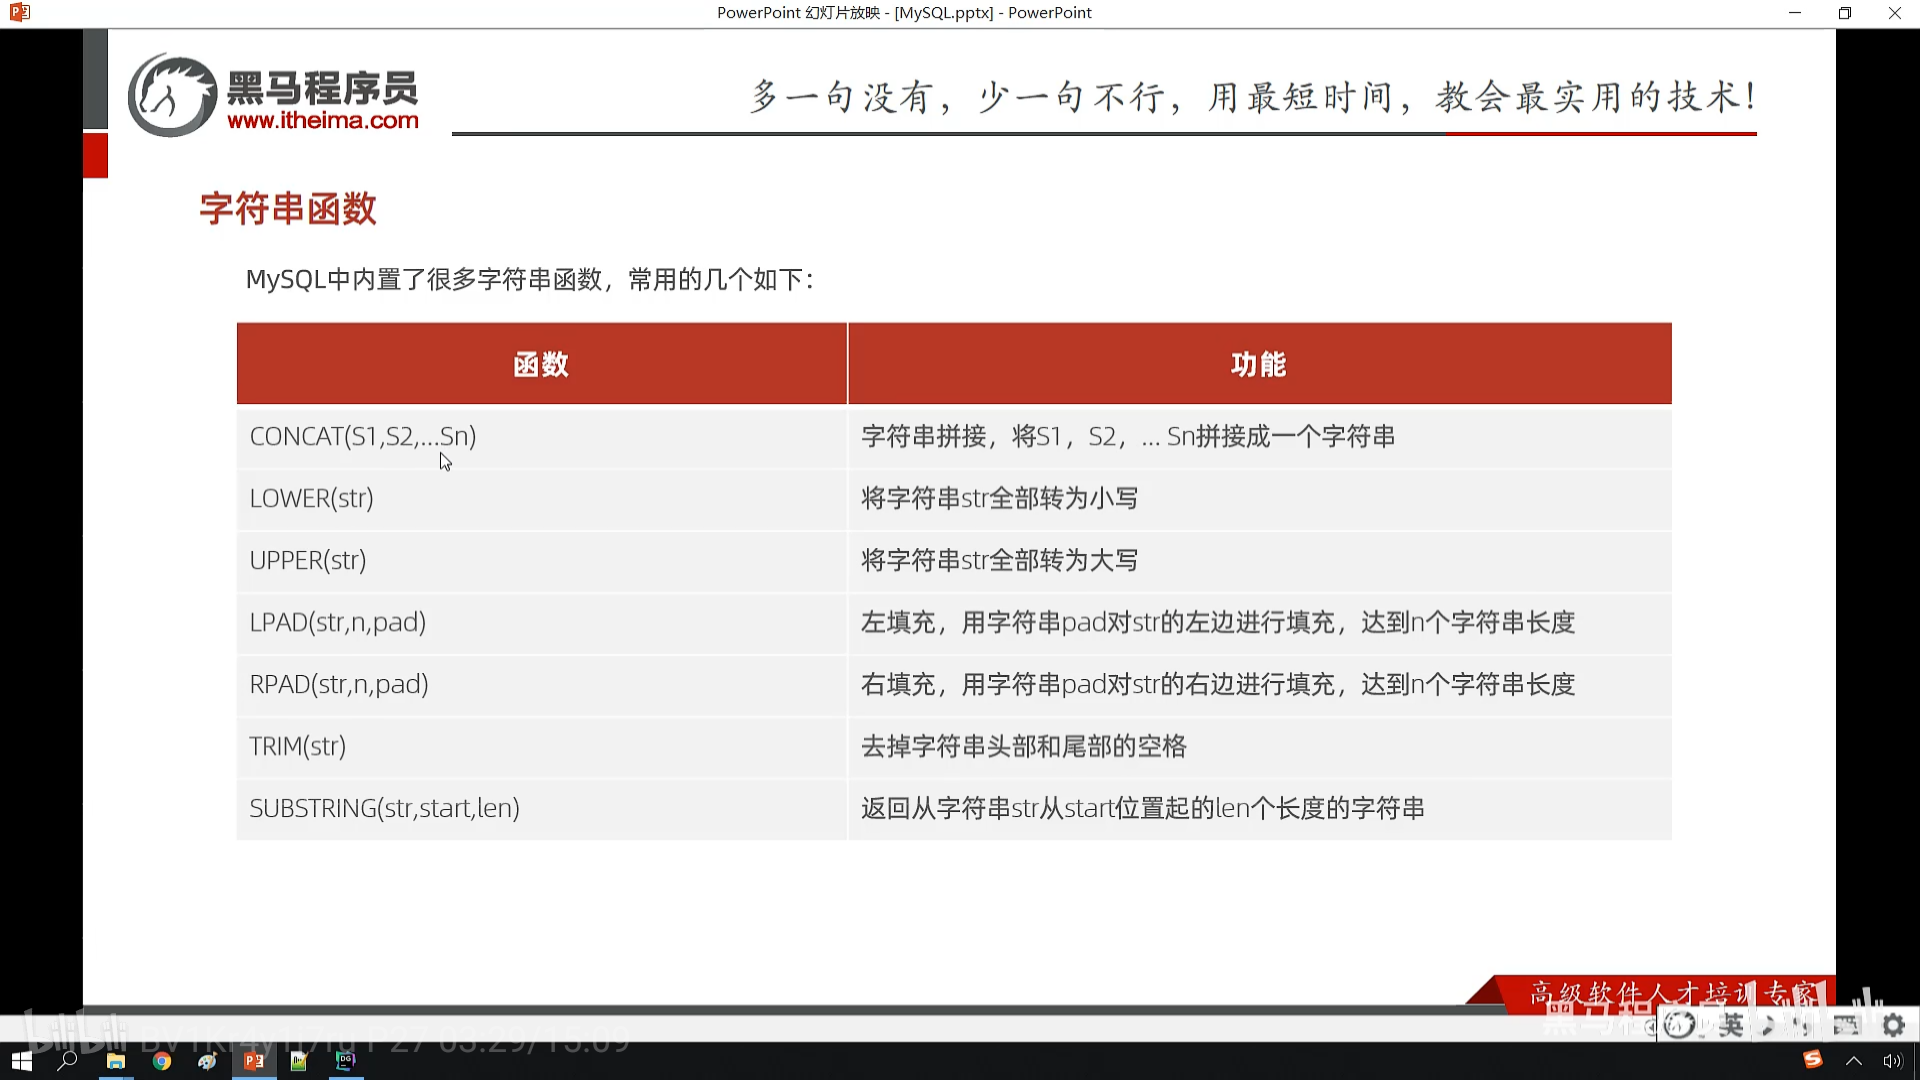 PowerPoint 幻灯片放映 - [MySQL.pptx] - PowerPoint
黑马程序员
www.itheima.com
多一句没有，少一句不行，用最短时间，教会最实用的技术！
字符串函数
MySQL中内置了很多字符串函数，常用的几个如下：
函数 功能
CONCAT(S1,S2,...Sn) 字符串拼接，将S1，S2，... Sn拼接成一个字符串
LOWER(str) 将字符串str全部转为小写
UPPER(str) 将字符串str全部转为大写
LPAD(str,n,pad) 左填充，用字符串pad对str的左边进行填充，达到n个字符串长度
RPAD(str,n,pad) 右填充，用字符串pad对str的右边进行填充，达到n个字符串长度
TRIM(str) 去掉字符串头部和尾部的空格
SUBSTRING(str,start,len) 返回从字符串str从start位置起的len个长度的字符串
高级软件人才培训专家
bilibili
英